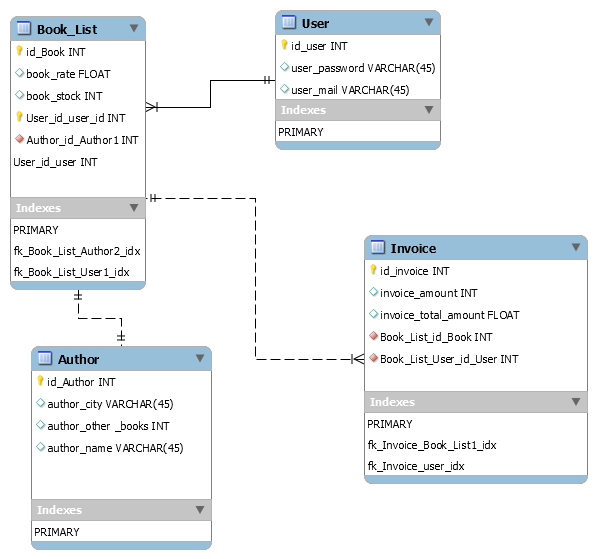 Book_List
id_Book INT
book_rate FLOAT
book_stock INT
User_id_user_id INT
Author_id_Author1 INT
User_id_user INT
Indexes
PRIMARY
fk_Book_List_Author2_idx
fk_Book_List_User1_idx
User
id_user INT
user_password VARCHAR(45)
user_mail VARCHAR(45)
Indexes
PRIMARY
Invoice
id_invoice INT
invoice_amount INT
invoice_total_amount FLOAT
Book_List_id_Book INT
Book_List_User_id_User INT
Indexes
PRIMARY
fk_Invoice_Book_List1_idx
fk_Invoice_user_idx
Author
id_Author INT
author_city VARCHAR(45)
author_other _books INT
author_name VARCHAR(45)
Indexes
PRIMARY